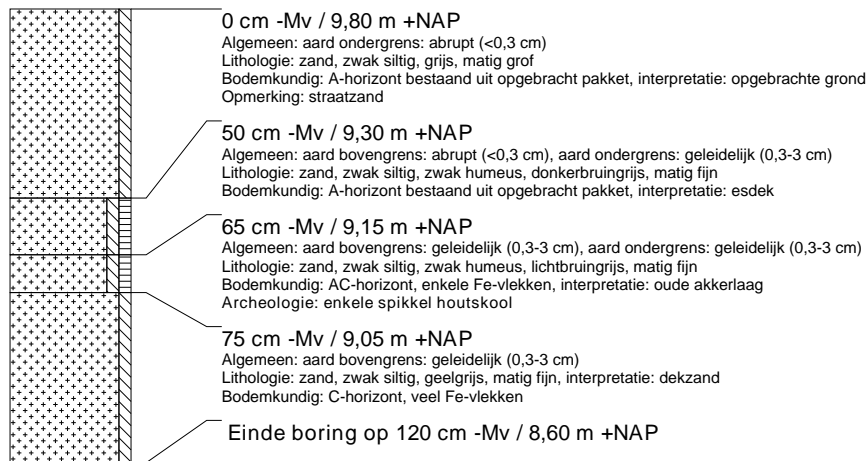 0 cm -Mv / 9,80 m +NAP
Algemeen: aard ondergrens: abrupt (<0,3 cm)
Lithologie: zand, zwak siltig, grijs, matig grof
Bodemkundig: A-horizont bestaand uit opgebracht pakket, interpretatie: opgebrachte grond
Opmerking: straatzand
50 cm -Mv / 9,30 m +NAP
Algemeen: aard bovengrens: abrupt (<0,3 cm), aard ondergrens: geleidelijk (0,3-3 cm)
Lithologie: zand, zwak siltig, zwak humeus, donkerbruingrijs, matig fijn
Bodemkundig: A-horizont bestaand uit opgebracht pakket, interpretatie: esdek
65 cm -Mv / 9,15 m +NAP
Algemeen: aard bovengrens: geleidelijk (0,3-3 cm), aard ondergrens: geleidelijk (0,3-3 cm)
Lithologie: zand, zwak siltig, zwak humeus, lichtbruingrijs, matig fijn
Bodemkundig: AC-horizont, enkele Fe-vlekken, interpretatie: oude akkerlaag
Archeologie: enkele spikkel houtskool
75 cm -Mv / 9,05 m +NAP
Algemeen: aard bovengrens: geleidelijk (0,3-3 cm)
Lithologie: zand, zwak siltig, geelgrijs, matig fijn, interpretatie: dekzand
Bodemkundig: C-horizont, veel Fe-vlekken
Einde boring op 120 cm -Mv / 8,60 m +NAP